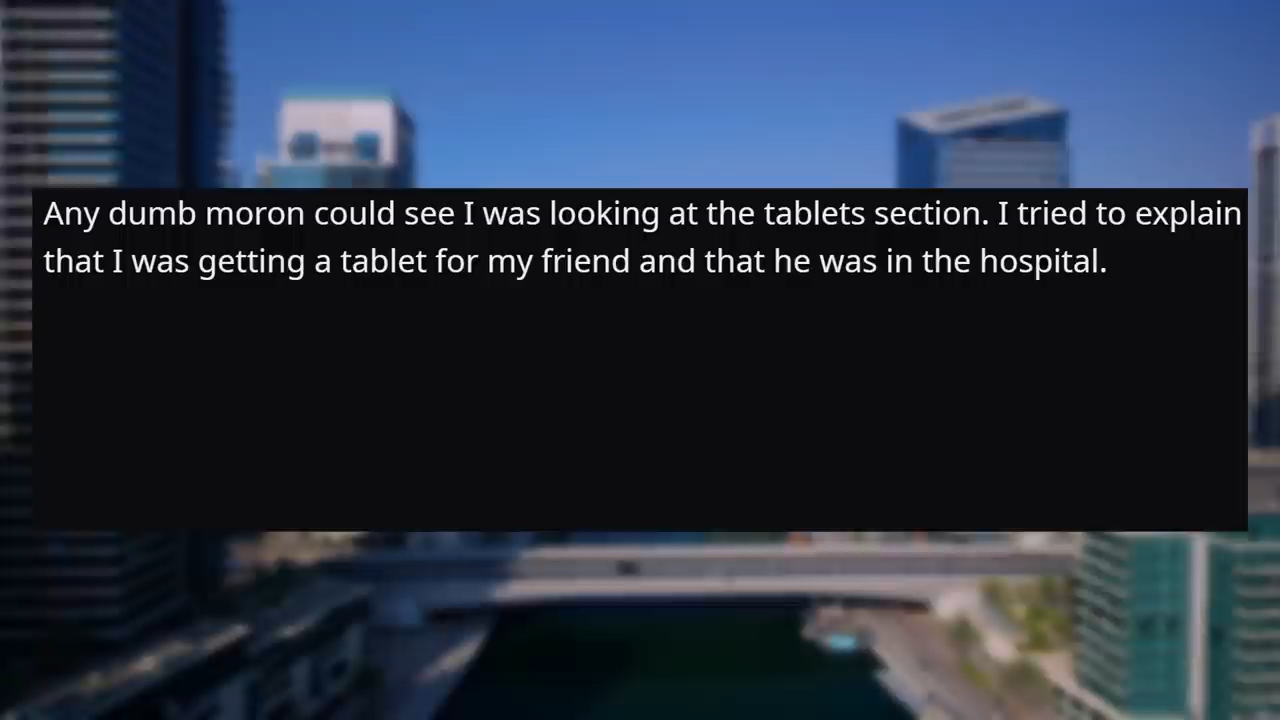 Any dumb moron could see I was looking at the tablets section. I tried to explain
that I was getting a tablet for my friend and that he was in the hospital.